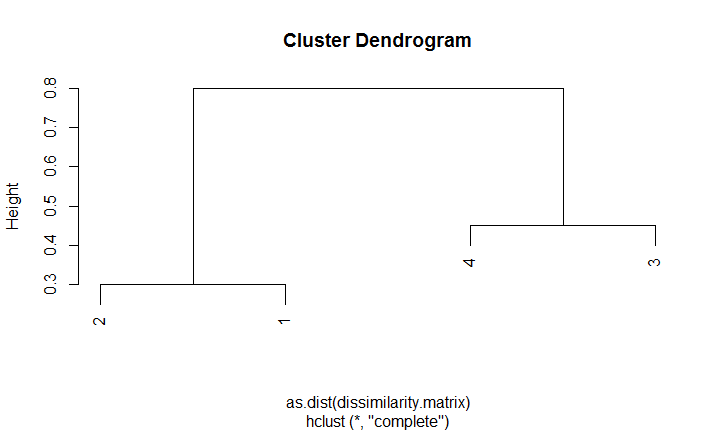 Cluster Dendrogram
Height
0.8
0.7
0.6
0.5
0.4
0.3
2
1
4
3
as.dist(dissimilarity.matrix)
hclust (*, "complete")